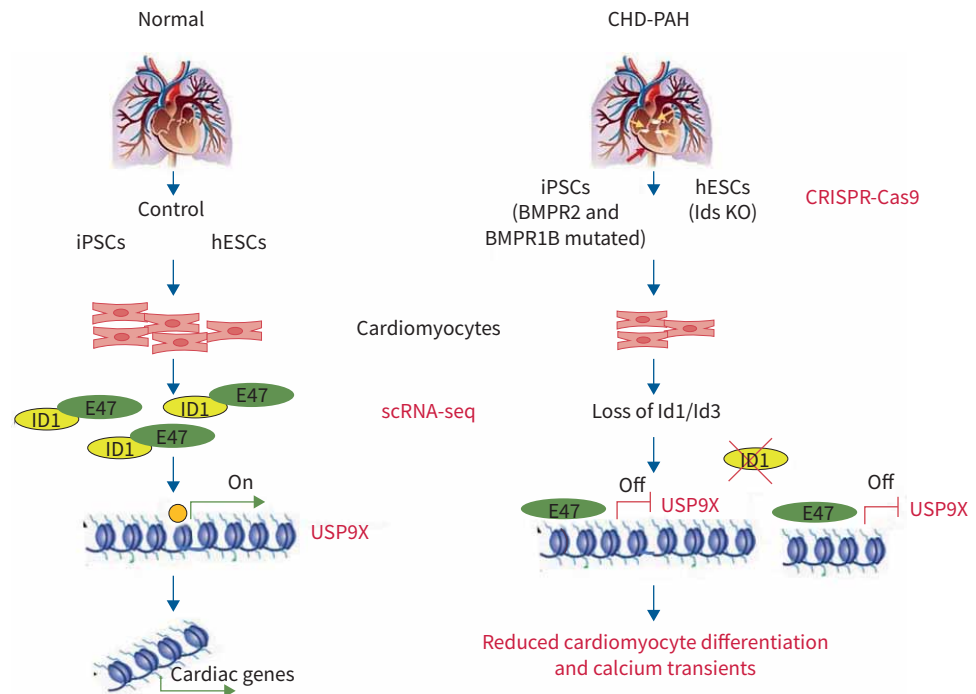 Normal
CHD-PAH
Control
iPSCs
hESCs
iPSCs
(BMPR2 and
BMPR1B mutated)
hESCs
(Ids KO)
CRISPR-Cas9
Cardiomyocytes
ID1
E47
ID1
E47
ID1
E47
scRNA-seq
Loss of Id1/Id3
ID1
On
USP9X
E47
Off
USP9X
E47
Off
USP9X
Cardiac genes
Reduced cardiomyocyte differentiation
and calcium transients